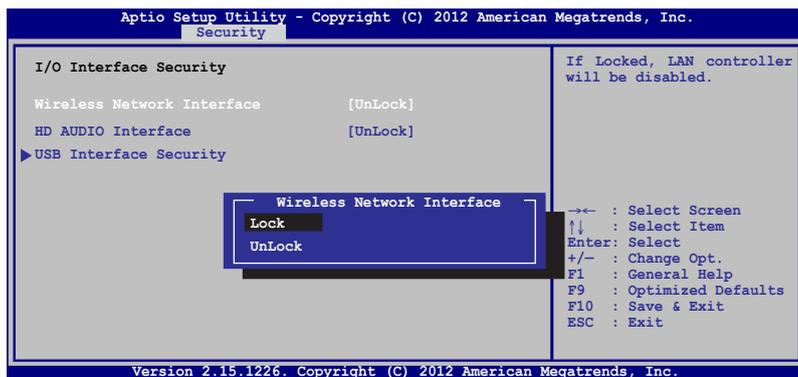 Aptio Setup Utility - Copyright (C) 2012 American Megatrends, Inc.
Security
I/O Interface Security
Wireless Network Interface [UnLock]
HD AUDIO Interface [UnLock]
▶USB Interface Security
If Locked, LAN controller
will be disabled.
Wireless Network Interface
Lock
UnLock
→← : Select Screen
↑↓ : Select Item
Enter: Select
+/— : Change Opt.
F1 : General Help
F9 : Optimized Defaults
F10 : Save & Exit
ESC : Exit
Version 2.15.1226. Copyright (C) 2012 American Megatrends, Inc.